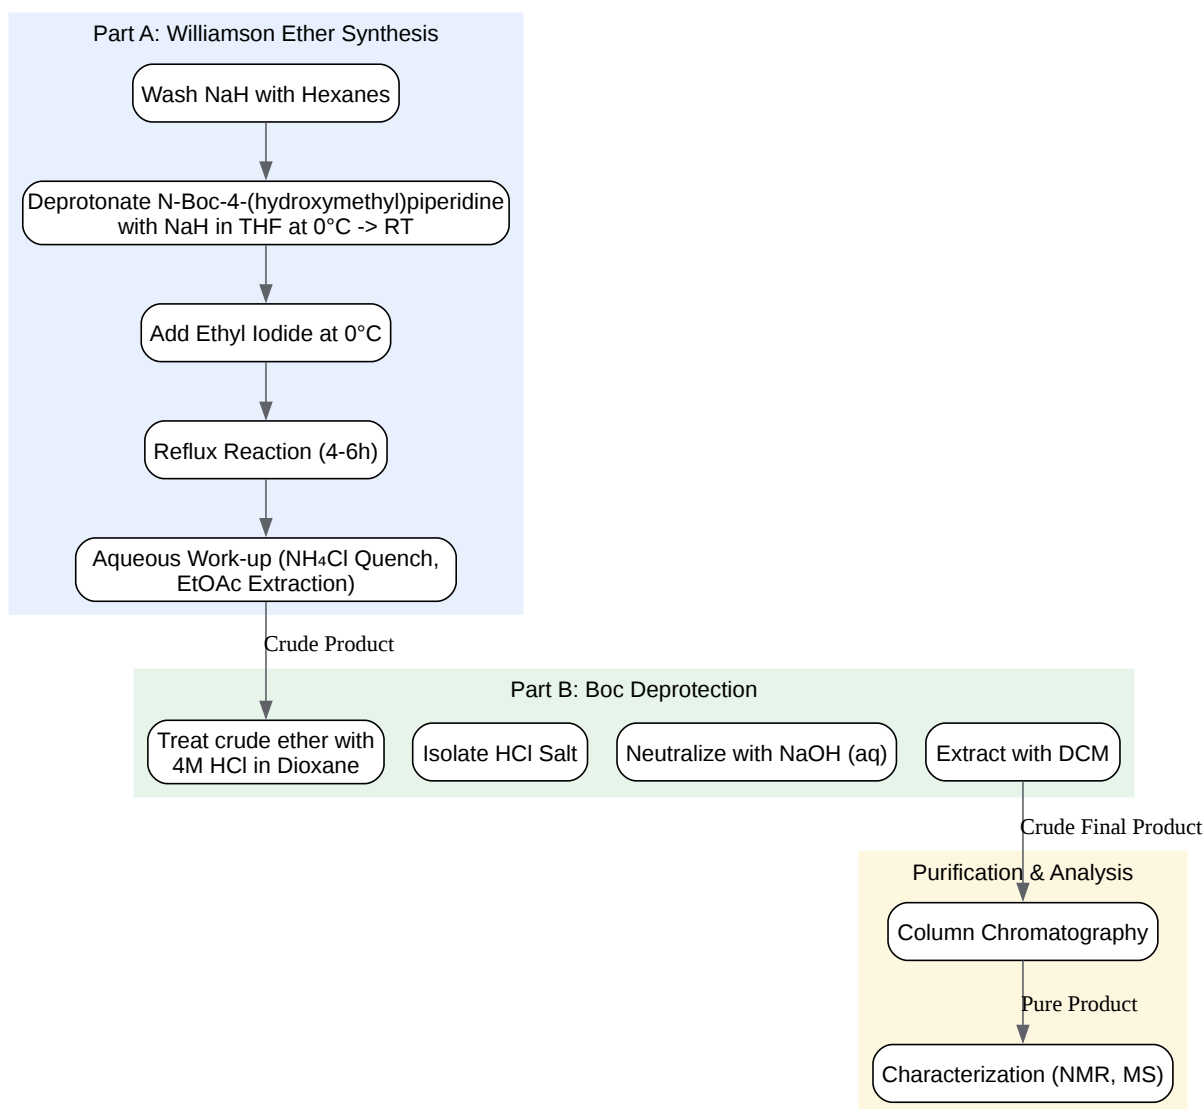 Part A: Williamson Ether Synthesis
Wash NaH with Hexanes
Deprotonate N-Boc-4-(hydroxymethyl)piperidine
with NaH in THF at 0°C -> RT
Add Ethyl Iodide at 0°C
Reflux Reaction (4-6h)
Aqueous Work-up (NH₄Cl Quench,
EtOAc Extraction)
Crude Product
Part B: Boc Deprotection
Treat crude ether with
4M HCl in Dioxane
Isolate HCl Salt
Neutralize with NaOH (aq)
Extract with DCM
Crude Final Product
Purification & Analysis
Column Chromatography
Pure Product
Characterization (NMR, MS)